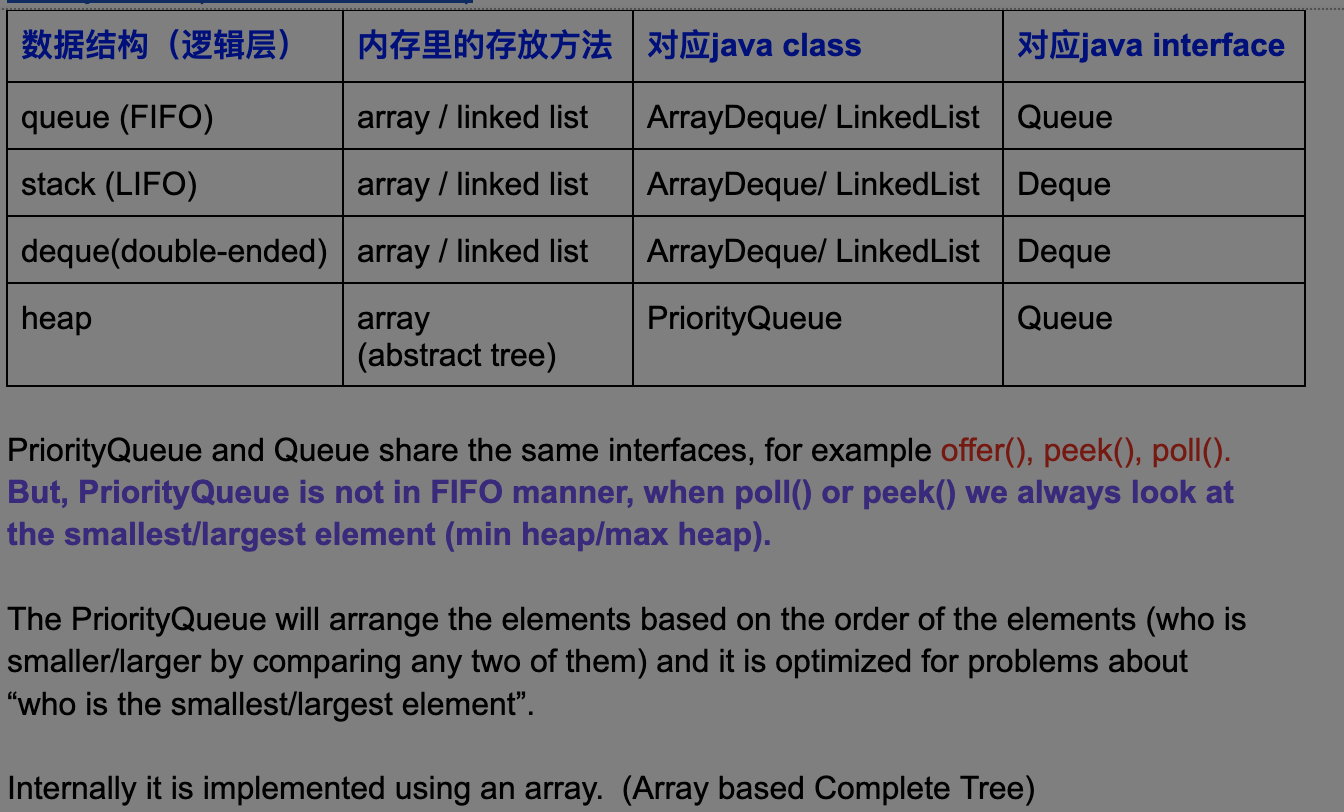 数据结构（逻辑层） 内存里的存放方法 对应java class 对应java interface
queue (FIFO) array / linked list ArrayDeque/ LinkedList Queue
stack (LIFO) array / linked list ArrayDeque/ LinkedList Deque
deque(double-ended) array / linked list ArrayDeque/ LinkedList Deque
heap array PriorityQueue Queue
(abstract tree)
PriorityQueue and Queue share the same interfaces, for example offer(), peek(), poll().
But, PriorityQueue is not in FIFO manner, when poll() or peek() we always look at
the smallest/largest element (min heap/max heap).
The PriorityQueue will arrange the elements based on the order of the elements (who is
smaller/larger by comparing any two of them) and it is optimized for problems about
“who is the smallest/largest element”.
Internally it is implemented using an array.  (Array based Complete Tree)